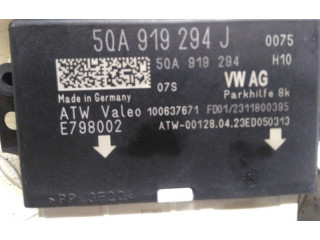 5QA 919 294 J 0075
5QA 919 294 H10
07S VW AG
Made in Germany Parkhilfe 8k
ATW Valeo 100637671 FD01/2311800395
E798002 ATW-00128.04.23ED050313